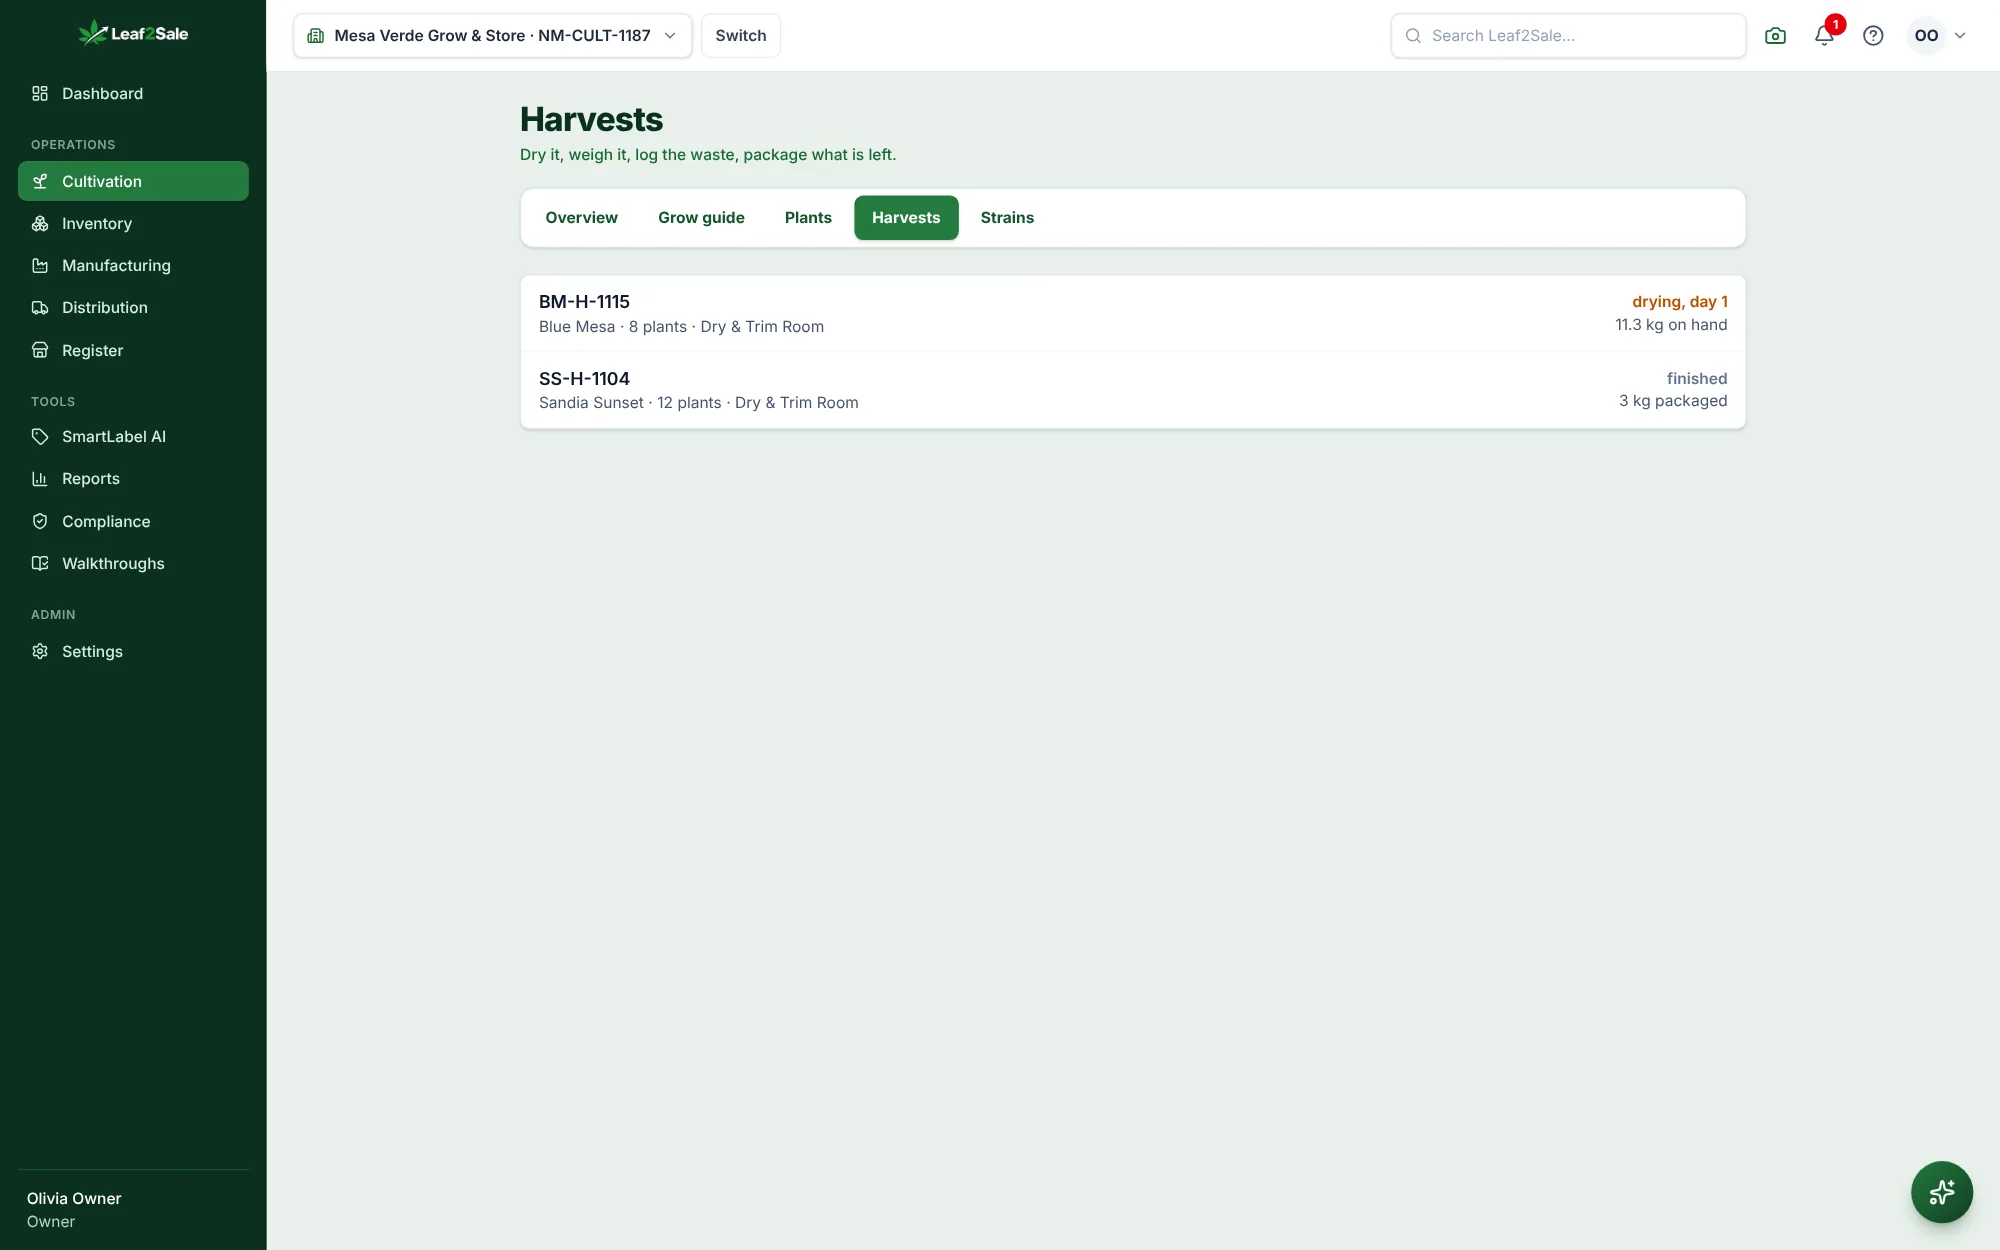 Leaf2Sale
Mesa Verde Grow & Store · NM-CULT-1187
Switch
Search Leaf2Sale...
1
OO
Dashboard
OPERATIONS
Cultivation
Inventory
Manufacturing
Distribution
Register
TOOLS
SmartLabel AI
Reports
Compliance
Walkthroughs
ADMIN
Settings
Olivia Owner
Owner
Harvests
Dry it, weigh it, log the waste, package what is left.
Overview Grow guide Plants Harvests Strains
BM-H-1115 drying, day 1
Blue Mesa · 8 plants · Dry & Trim Room 11.3 kg on hand
SS-H-1104 finished
Sandia Sunset · 12 plants · Dry & Trim Room 3 kg packaged